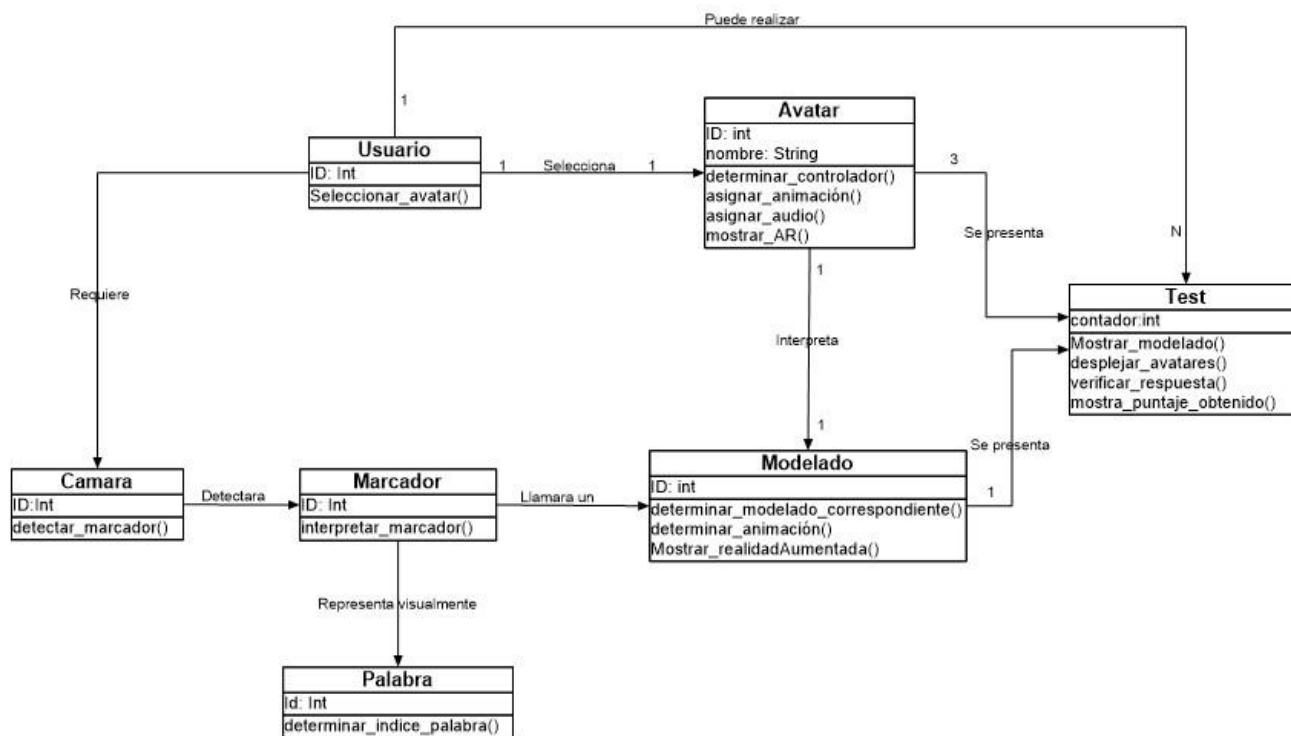 Puede realizar
1
Avatar
ID: int
nombre: String
determinar_controlador()
asignar_animación()
asignar_audio()
mostrar_AR()
Usuario
ID: Int
Seleccionar_avatar()
1
Selecciona
1
3
Se presenta
N
Requiere
1
Interpreta
1
Test
contador:int
Mostrar_modelado()
desplejar_avatares()
verificar_respuesta()
mostra_puntaje_obtenido()
Se presenta
1
Camara
ID:Int
detectar_marcador()
Detectara
Marcador
ID: Int
interpretar_marcador()
Llamara un
Modelado
ID: int
determinar_modelado_correspondiente()
determinar_animación()
Mostrar_realidadAumentada()
Representa visualmente
Palabra
Id: Int
determinar_indice_palabra()